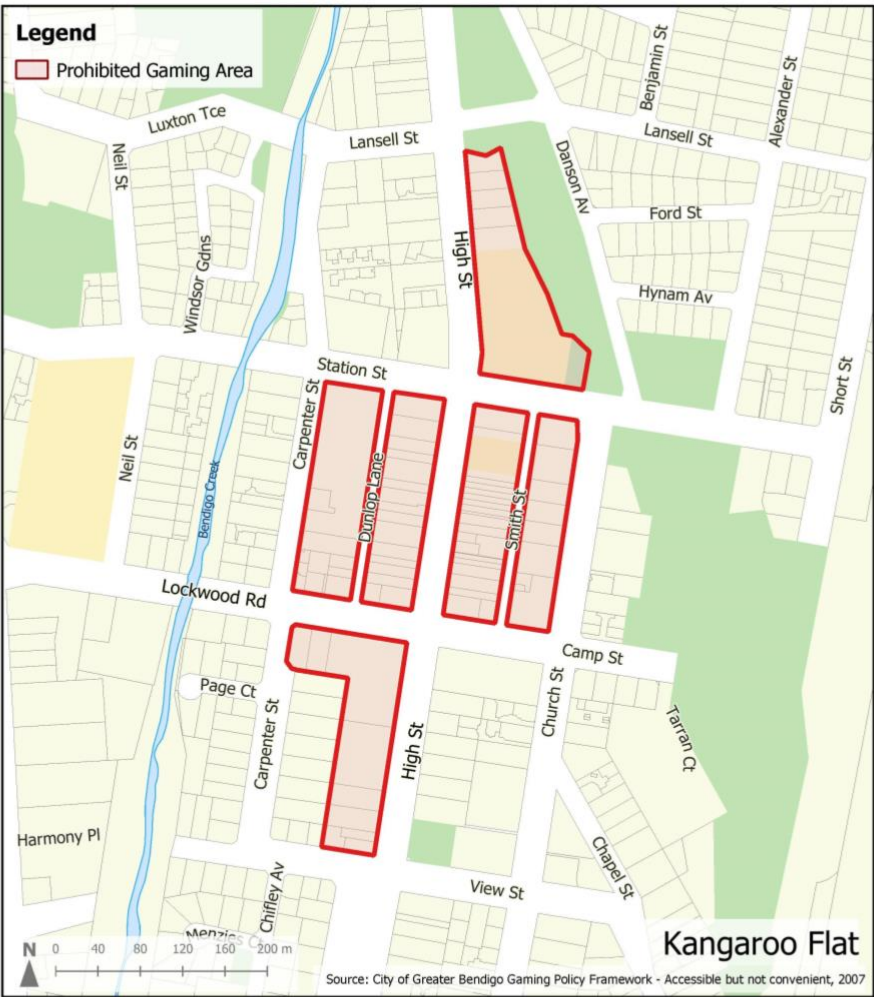 Legend
Prohibited Gaming Area
Luxton Tce
Lansell St
Benjamin St
Alexander St
Lansell St
Neil St
Danson Av
Ford St
High St
Windsor Gdns
Hynam Av
Station St
Short St
Carpenter St
Neil St
Bendigo Creek
Dunlop Lane
Smith St
Lockwood Rd
Camp St
Page Ct
Church St
Carpenter St
High St
Tarran Ct
Harmony Pl
Chapel St
Chifley Av
View St
Menzies C
Kangaroo Flat
N 0 40 80 120 160 200 m
Source: City of Greater Bendigo Gaming Policy Framework - Accessible but not convenient, 2007